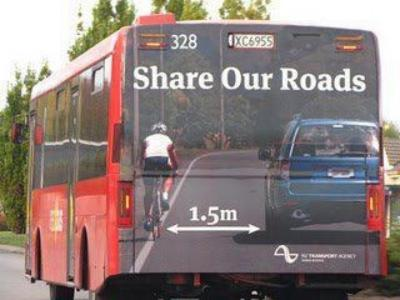 328
XC6955
Share Our Roads
1.5m
NZ TRANSPORT AGENCY